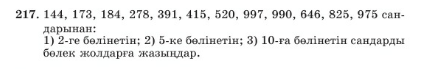 217. 144, 173, 184, 278, 391, 415, 520, 997, 990, 646, 825, 975 сан-
дарынан:
1) 2-ге бөлінетін; 2) 5-ке бөлінетін; 3) 10-ға бөлінетін сандарды
бөлек жолдарға жазыңдар.